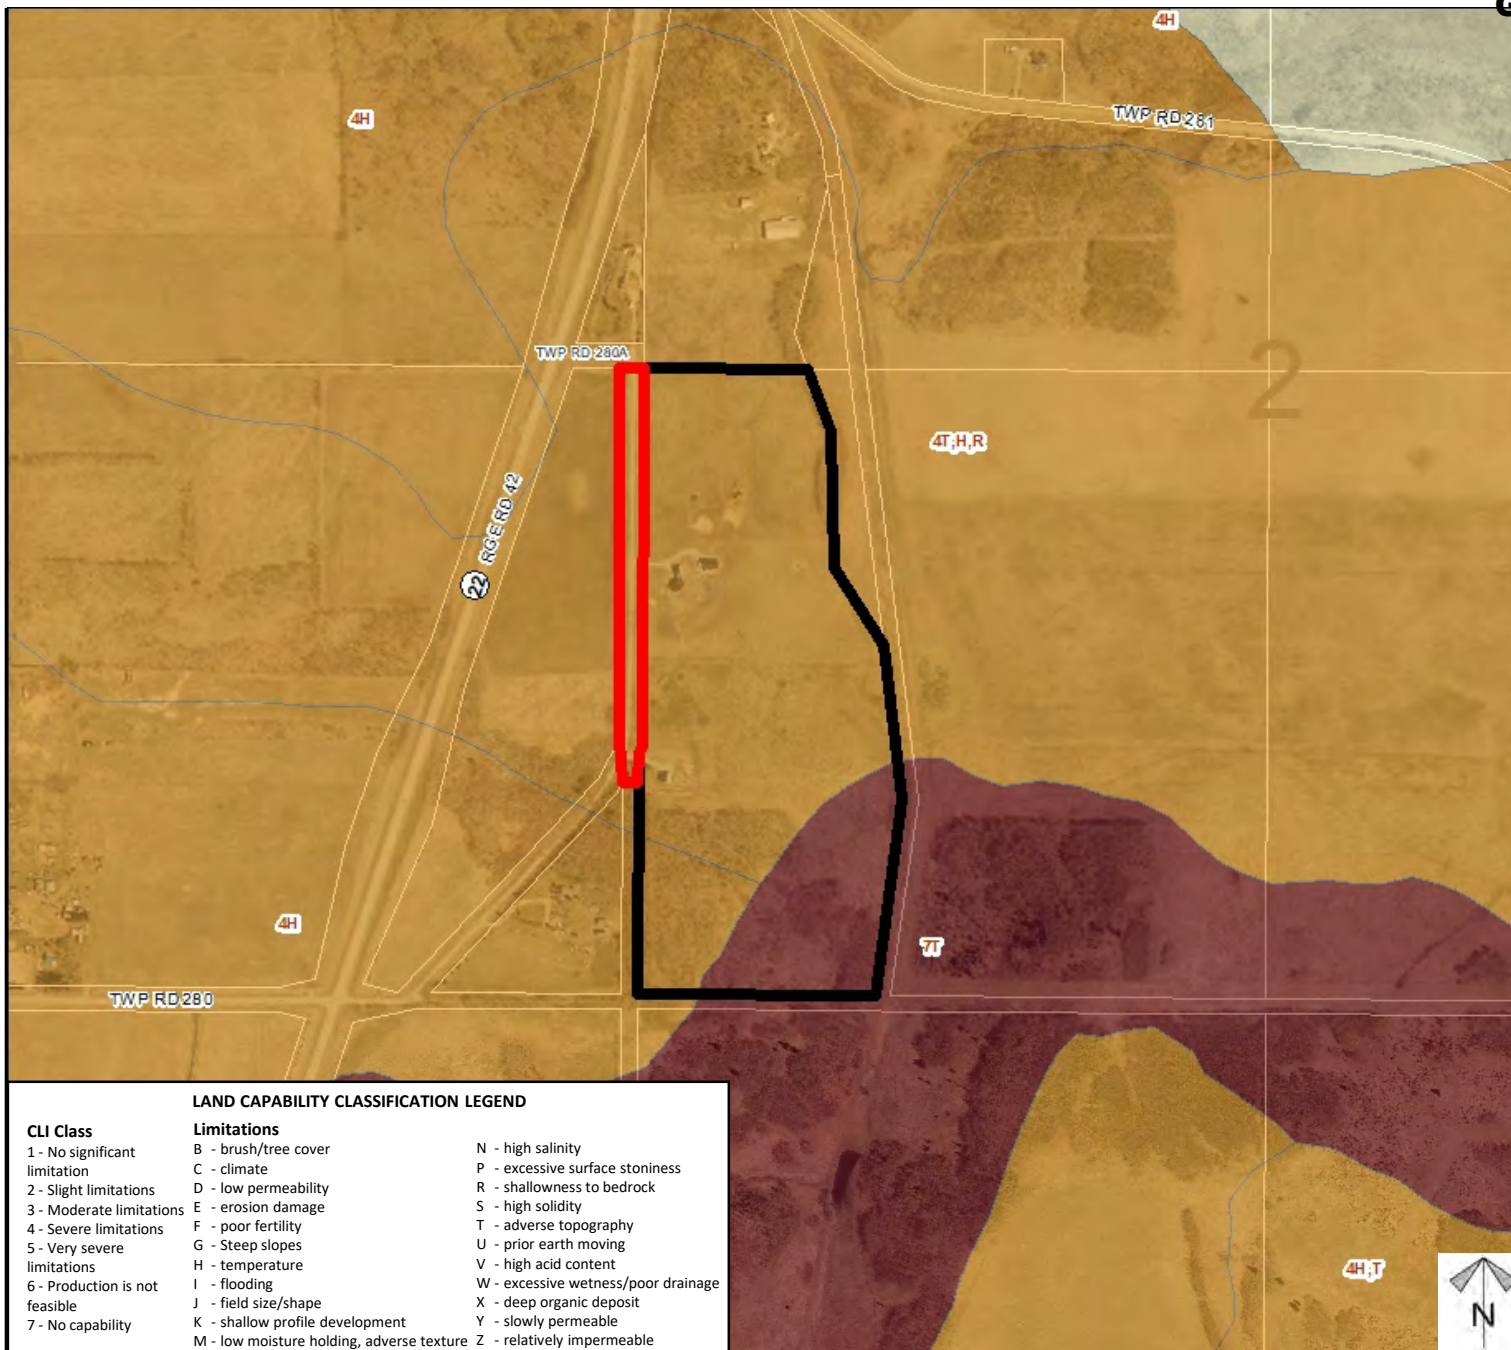 4H
4H
TWP RD 281
TWP RD 280A
2
4T;H,R
RGE RD 42
22
4H
7T
TWP RD 280
4H;T
N
LAND CAPABILITY CLASSIFICATION LEGEND
CLI Class
1 - No significant
limitation
2 - Slight limitations
3 - Moderate limitations
4 - Severe limitations
5 - Very severe
limitations
6 - Production is not
feasible
7 - No capability
Limitations
B - brush/tree cover
C - climate
D - low permeability
E - erosion damage
F - poor fertility
G - Steep slopes
H - temperature
I - flooding
J - field size/shape
K - shallow profile development
M - low moisture holding, adverse texture
N - high salinity
P - excessive surface stoniness
R - shallowness to bedrock
S - high solidity
T - adverse topography
U - prior earth moving
V - high acid content
W - excessive wetness/poor drainage
X - deep organic deposit
Y - slowly permeable
Z - relatively impermeable